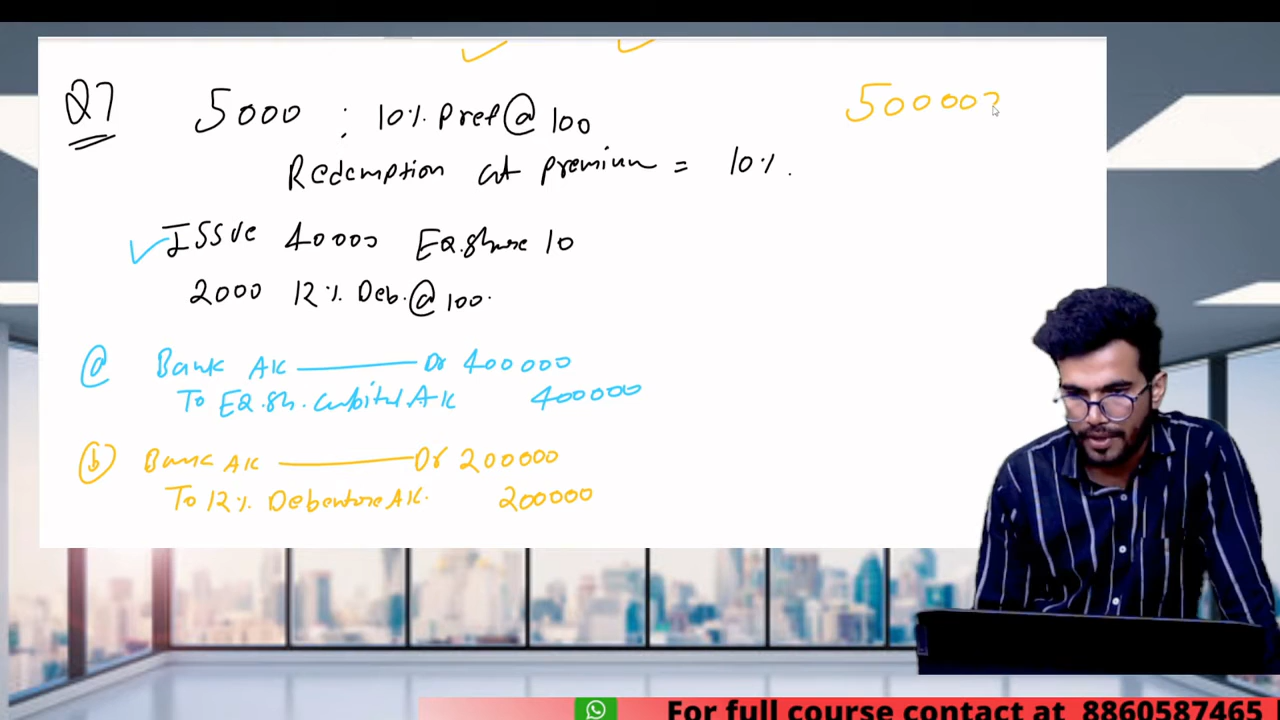 Q7 5000 : 10% Pref @ 100
500000
Redemption at premium = 10%.
Issue 40000 Eq.share 10
2000 12% Deb.@ 100.
(a) Bank A/c Dr 400000
To Eq.sh.capital A/c 400000
(b) Bank A/c Dr 200000
To 12% Debenture A/c. 200000
For full course contact at 8860587465